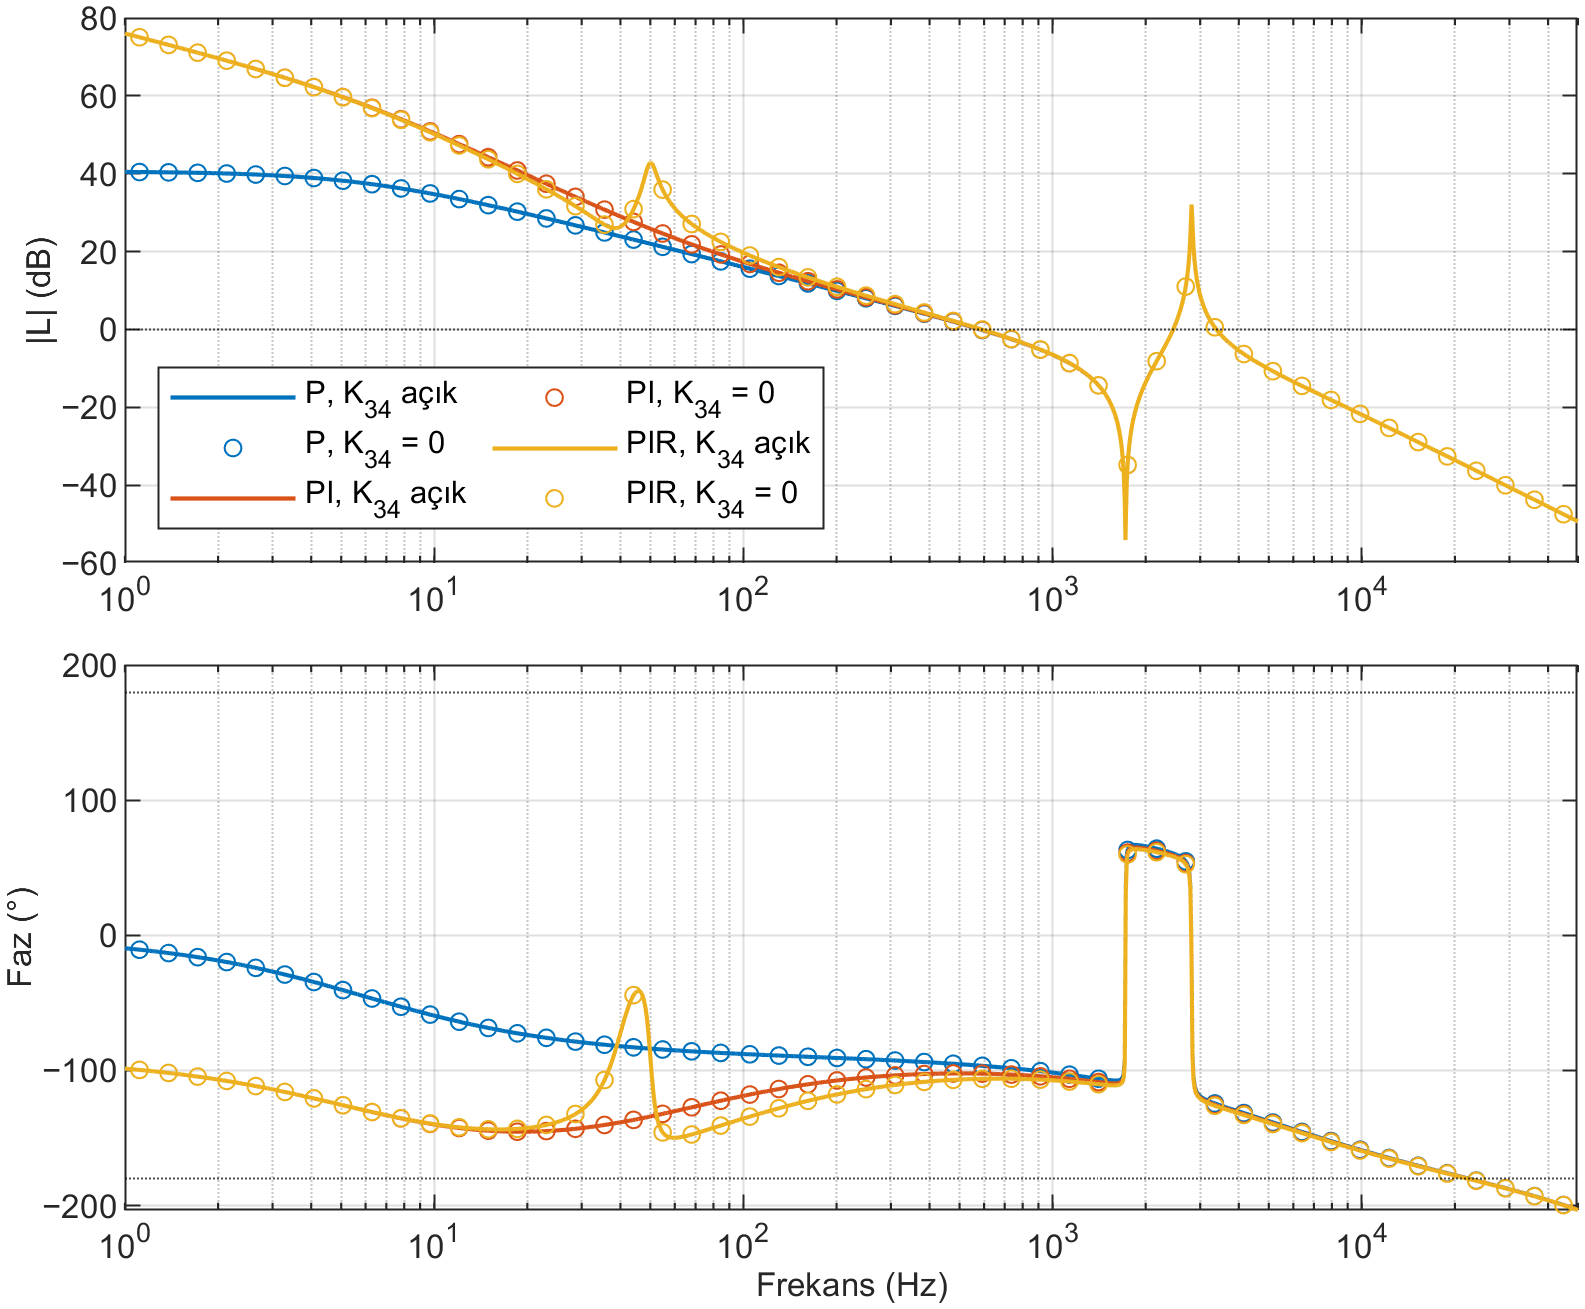 80
60
40
20
0
−20
−40
−60
|L| (dB)
P, K34 açık
P, K34 = 0
PI, K34 açık
PI, K34 = 0
PIR, K34 açık
PIR, K34 = 0
10^0 10^1 10^2 10^3 10^4
200
100
0
−100
−200
Faz (°)
10^0 10^1 10^2 10^3 10^4
Frekans (Hz)